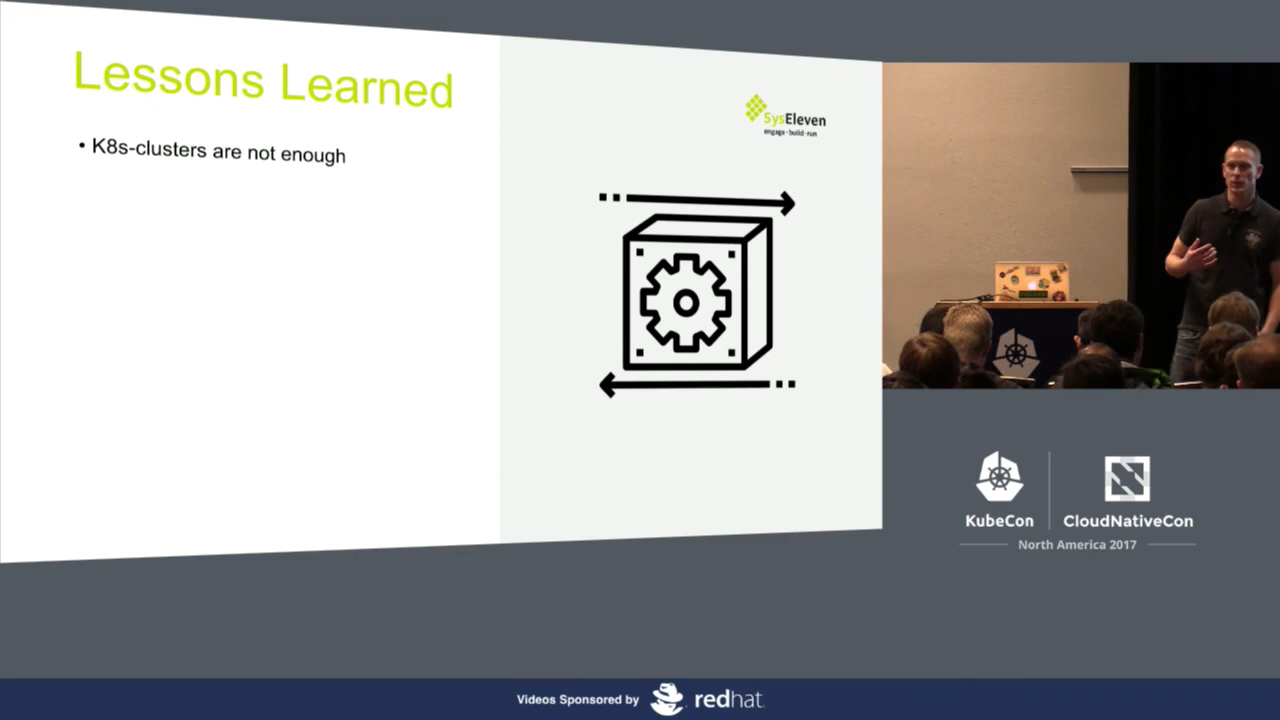 Lessons Learned
• K8s-clusters are not enough
SysEleven
engage·build·run
KubeCon
CloudNativeCon
North America 2017
Videos Sponsored by
redhat.